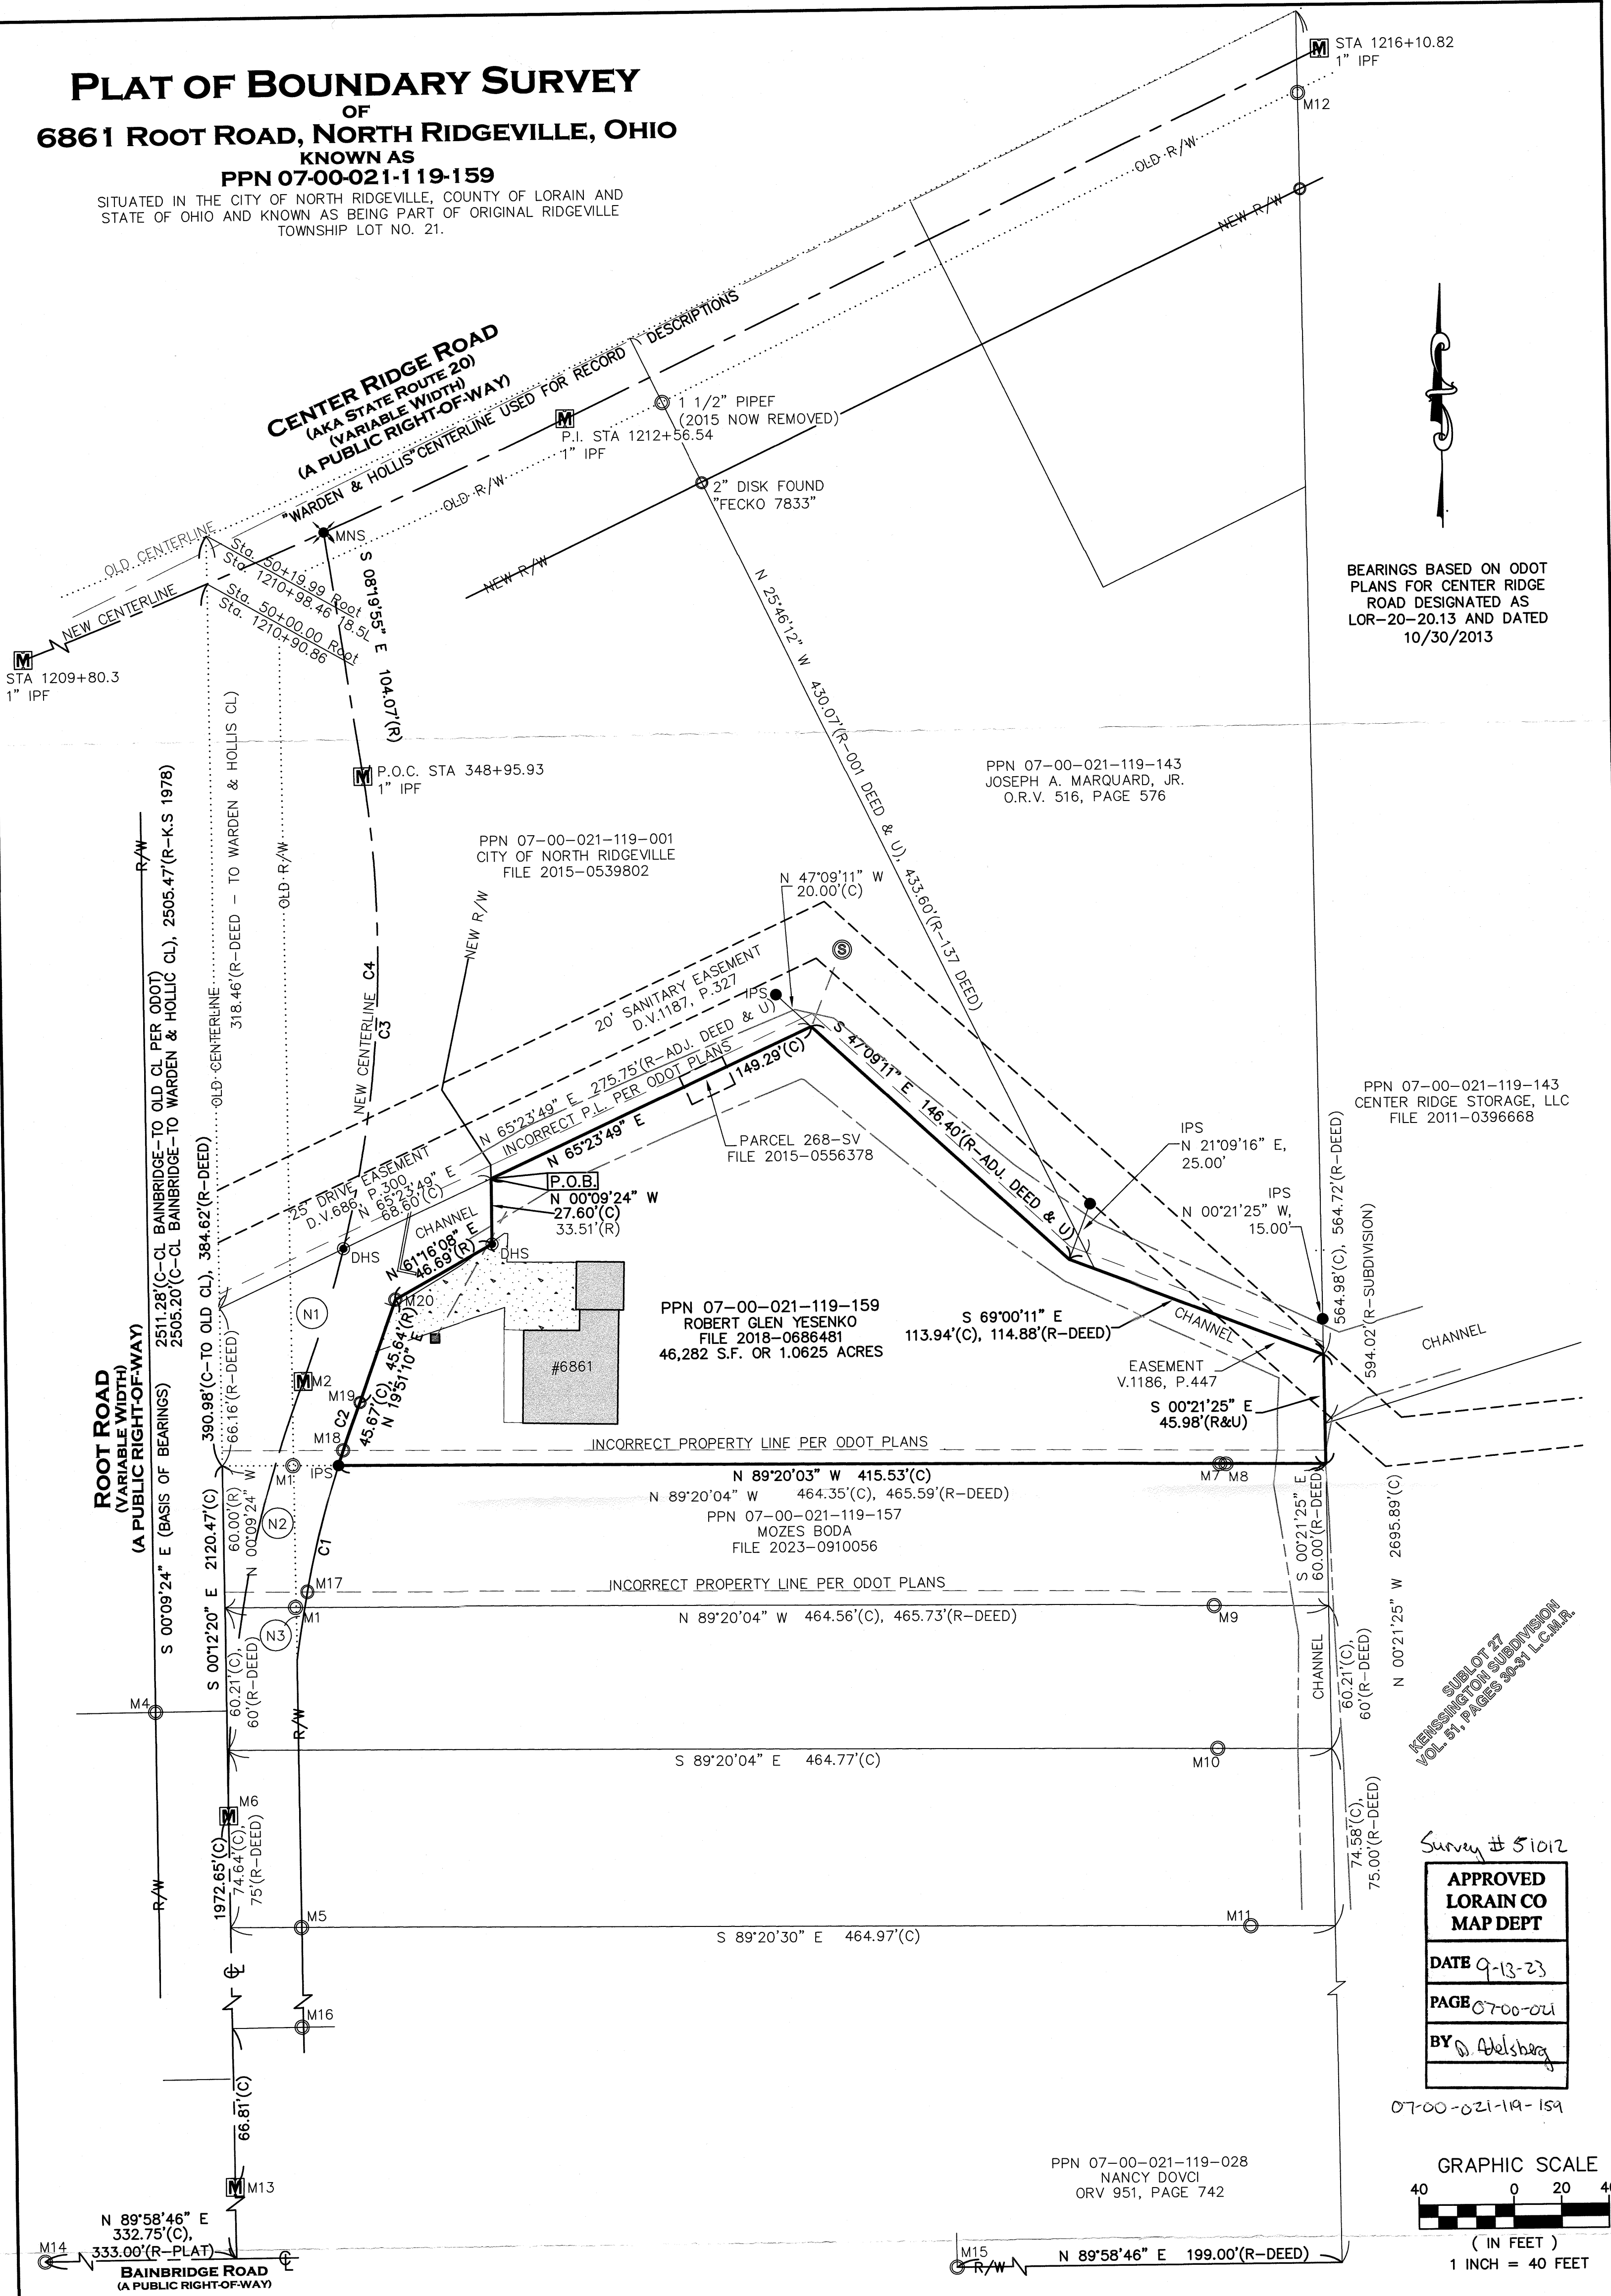 PLAT OF BOUNDARY SURVEY
OF
6861 ROOT ROAD, NORTH RIDGEVILLE, OHIO
KNOWN AS
PPN 07-00-021-119-159
SITUATED IN THE CITY OF NORTH RIDGEVILLE, COUNTY OF LORAIN AND
STATE OF OHIO AND KNOWN AS BEING PART OF ORIGINAL RIDGEVILLE
TOWNSHIP LOT NO. 21.
M STA 1216+10.82
1" IPF
M12
OLD R/W
NEW R/W
CENTER RIDGE ROAD
(AKA STATE ROUTE 20)
(VARIABLE WIDTH)
(A PUBLIC RIGHT-OF-WAY)
"WARDEN & HOLLIS" CENTERLINE USED FOR RECORD DESCRIPTIONS
1 1/2" PIPEF
(2015 NOW REMOVED)
M
P.I. STA 1212+56.54
1" IPF
OLD R/W
2" DISK FOUND
"FECKO 7833"
NEW R/W
MNS
OLD CENTERLINE
NEW CENTERLINE
Sta. 50+19.99 Root
Sta. 1210+98.46 18.5L
Sta. 50+00.00 Root
Sta. 1210+90.86
M
STA 1209+80.3
1" IPF
S 08°19'55" E 104.07'(R)
BEARINGS BASED ON ODOT
PLANS FOR CENTER RIDGE
ROAD DESIGNATED AS
LOR-20-20.13 AND DATED
10/30/2013
N 25°46'12" W 430.07'(R-001 DEED & U), 433.60'(R-137 DEED)
M P.O.C. STA 348+95.93
1" IPF
PPN 07-00-021-119-143
JOSEPH A. MARQUARD, JR.
O.R.V. 516, PAGE 576
PPN 07-00-021-119-001
CITY OF NORTH RIDGEVILLE
FILE 2015-0539802
R/W
OLD R/W
318.46'(R-DEED - TO WARDEN & HOLLIS CL)
OLD CENTERLINE
NEW R/W
NEW CENTERLINE C4
C3
N 47°09'11" W
20.00'(C)
S
IPS
20' SANITARY EASEMENT
D.V.1187, P.327
N 65°23'49" E 275.75'(R-ADJ. DEED & U)
INCORRECT P.L. PER ODOT PLANS
N 65°23'49" E
149.29'(C)
PARCEL 268-SV
FILE 2015-0556378
S 47°09'11" E 146.40'(R-ADJ. DEED & U)
IPS
N 21°09'16" E,
25.00'
IPS
N 00°21'25" W,
15.00'
PPN 07-00-021-119-143
CENTER RIDGE STORAGE, LLC
FILE 2011-0396668
564.98'(C), 564.72'(R-DEED)
594.02'(R-SUBDIVISION)
25' DRIVE EASEMENT
D.V.686, P.300
N 65°23'49" E
68.60'(C)
CHANNEL
P.O.B.
N 00°09'24" W
27.60'(C)
33.51'(R)
DHS
DHS
N 61°16'08" E
46.69'(R)
M20
N1
M M2
M19
C2
45.67'(C), 45.64'(R)
N 19°51'10" E
M18
#6861
PPN 07-00-021-119-159
ROBERT GLEN YESENKO
FILE 2018-0686481
46,282 S.F. OR 1.0625 ACRES
S 69°00'11" E
113.94'(C), 114.88'(R-DEED)
CHANNEL
CHANNEL
EASEMENT
V.1186, P.447
S 00°21'25" E
45.98'(R&U)
ROOT ROAD
(VARIABLE WIDTH)
(A PUBLIC RIGHT-OF-WAY)
S 00°09'24" E (BASIS OF BEARINGS)
2511.28'(C-CL BAINBRIDGE-TO OLD CL PER ODOT)
2505.20'(C-CL BAINBRIDGE-TO WARDEN & HOLLIC CL), 2505.47'(R-K.S 1978)
390.98'(C-TO OLD CL), 384.62'(R-DEED)
66.16'(R-DEED)
S 00°12'20" E 2120.47'(C)
60.00'(R)
N 00°09'24" W
INCORRECT PROPERTY LINE PER ODOT PLANS
M1
IPS
N 89°20'03" W 415.53'(C)
M7 M8
N 89°20'04" W 464.35'(C), 465.59'(R-DEED)
PPN 07-00-021-119-157
MOZES BODA
FILE 2023-0910056
N2
C1
S 00°21'25" E,
60.00'(R-DEED)
N 00°21'25" W 2695.89'(C)
M17
INCORRECT PROPERTY LINE PER ODOT PLANS
M1
N 89°20'04" W 464.56'(C), 465.73'(R-DEED)
M9
N3
60.21'(C),
60'(R-DEED)
CHANNEL
60.21'(C),
60'(R-DEED)
SUBLOT 27
KENSSINGTON SUBDIVISION
VOL. 51, PAGES 30-31 L.C.M.R.
M4
R/W
S 89°20'04" E 464.77'(C)
M10
M M6
1972.65'(C)
74.64'(C),
75'(R-DEED)
74.58'(C),
75.00'(R-DEED)
R/W
M5
S 89°20'30" E 464.97'(C)
M11
M16
66.81'(C)
M M13
Survey # 51012
APPROVED
LORAIN CO
MAP DEPT
DATE 9-13-23
PAGE 07-00-021
BY D. Adelsberg
07-00-021-119-159
PPN 07-00-021-119-028
NANCY DOVCI
ORV 951, PAGE 742
GRAPHIC SCALE
40 0 20
( IN FEET )
1 INCH = 40 FEET
N 89°58'46" E
332.75'(C),
333.00'(R-PLAT)
M14
BAINBRIDGE ROAD
(A PUBLIC RIGHT-OF-WAY)
M15
R/W
N 89°58'46" E 199.00'(R-DEED)